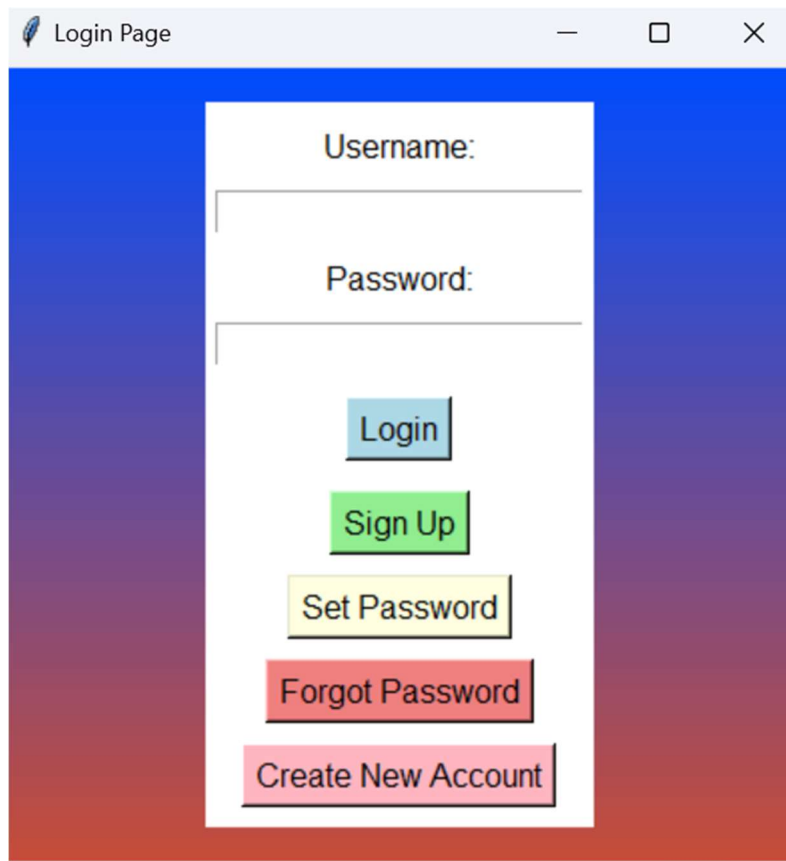 Login Page
Username:
Password:
Login
Sign Up
Set Password
Forgot Password
Create New Account